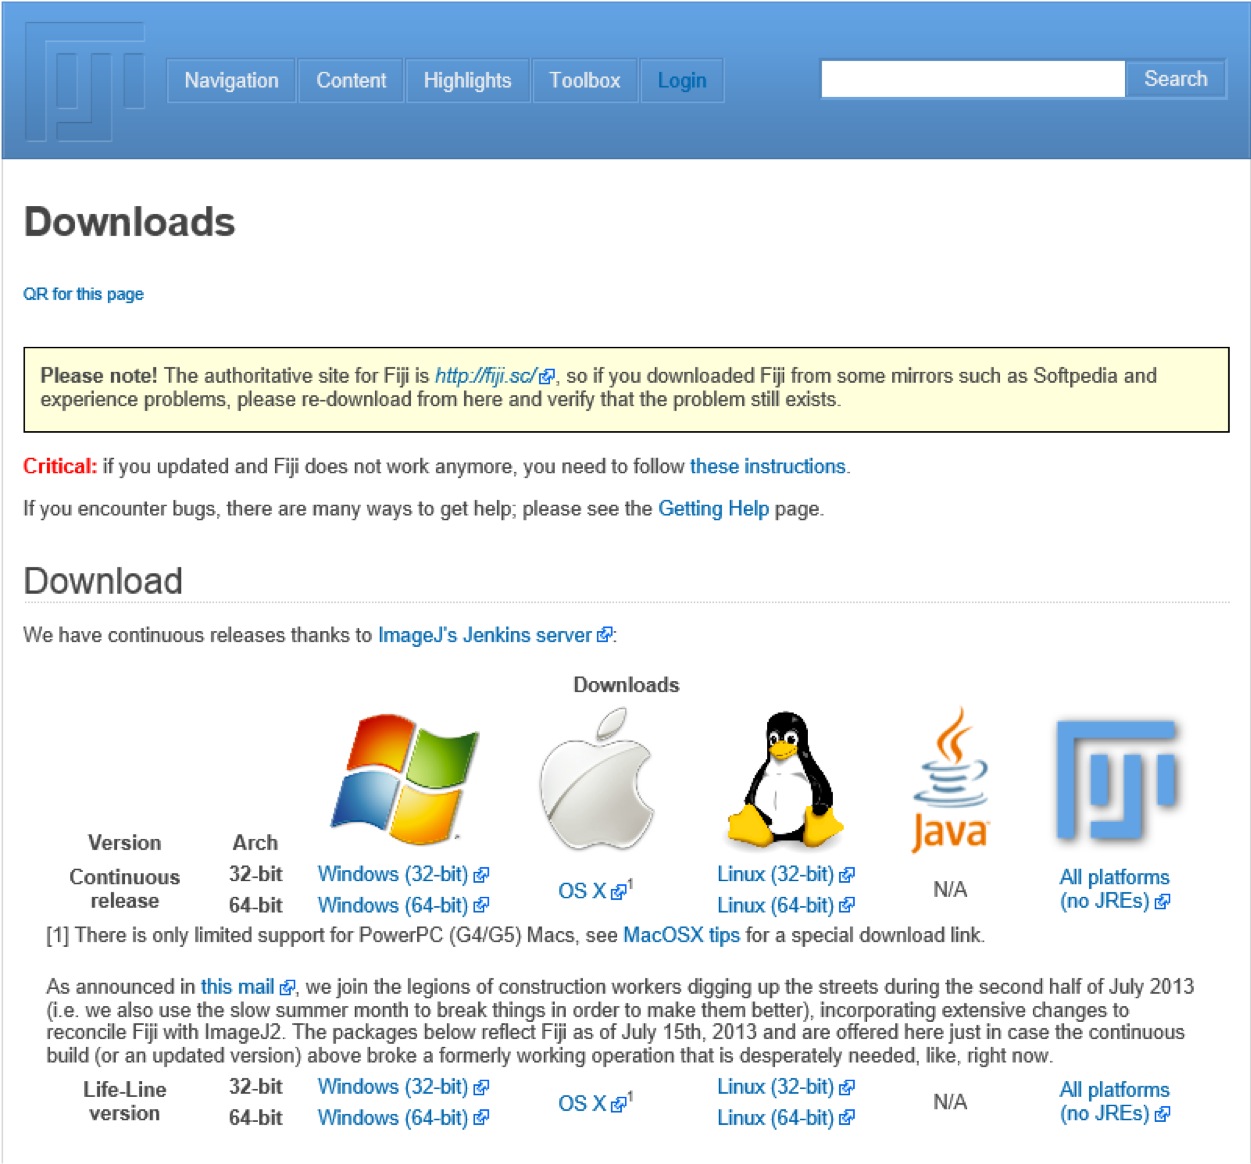 Navigation Content Highlights Toolbox Login Search
Downloads
QR for this page
Please note! The authoritative site for Fiji is http://fiji.sc/, so if you downloaded Fiji from some mirrors such as Softpedia and
experience problems, please re-download from here and verify that the problem still exists.
Critical: if you updated and Fiji does not work anymore, you need to follow these instructions.
If you encounter bugs, there are many ways to get help; please see the Getting Help page.
Download
We have continuous releases thanks to ImageJ's Jenkins server:
Downloads
Java
Version Arch
Continuous release 32-bit Windows (32-bit) OS X1 Linux (32-bit) N/A All platforms (no JREs)
64-bit Windows (64-bit) Linux (64-bit)
[1] There is only limited support for PowerPC (G4/G5) Macs, see MacOSX tips for a special download link.
As announced in this mail, we join the legions of construction workers digging up the streets during the second half of July 2013
(i.e. we also use the slow summer month to break things in order to make them better), incorporating extensive changes to
reconcile Fiji with ImageJ2. The packages below reflect Fiji as of July 15th, 2013 and are offered here just in case the continuous
build (or an updated version) above broke a formerly working operation that is desperately needed, like, right now.
Life-Line version 32-bit Windows (32-bit) OS X1 Linux (32-bit) N/A All platforms (no JREs)
64-bit Windows (64-bit) Linux (64-bit)